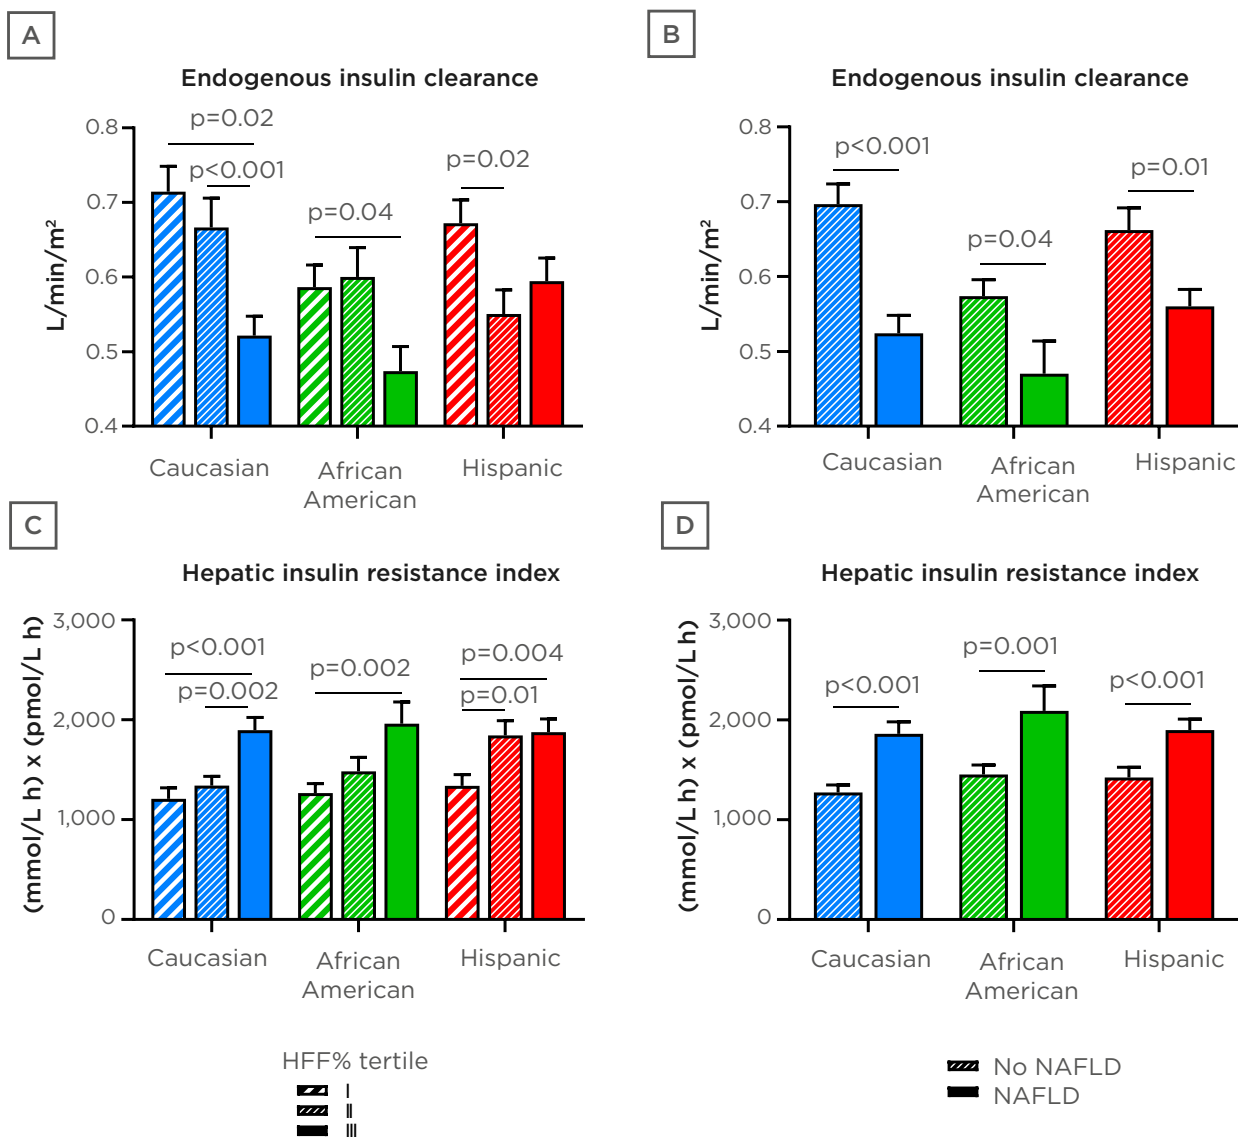 A
Endogenous insulin clearance
L/min/m²
0.8
0.7
0.6
0.5
0.4
p=0.02
p<0.001
p=0.04
p=0.02
Caucasian
African
American
Hispanic
B
Endogenous insulin clearance
L/min/m²
0.8
0.7
0.6
0.5
0.4
p<0.001
p=0.04
p=0.01
Caucasian
African
American
Hispanic
C
Hepatic insulin resistance index
(mmol/L h) x (pmol/L h)
3,000
2,000
1,000
0
p<0.001
p=0.002
p=0.002
p=0.004
p=0.01
Caucasian
African
American
Hispanic
HFF% tertile
I
II
III
D
Hepatic insulin resistance index
(mmol/L h) x (pmol/L h)
3,000
2,000
1,000
0
p<0.001
p=0.001
p<0.001
Caucasian
African
American
Hispanic
No NAFLD
NAFLD